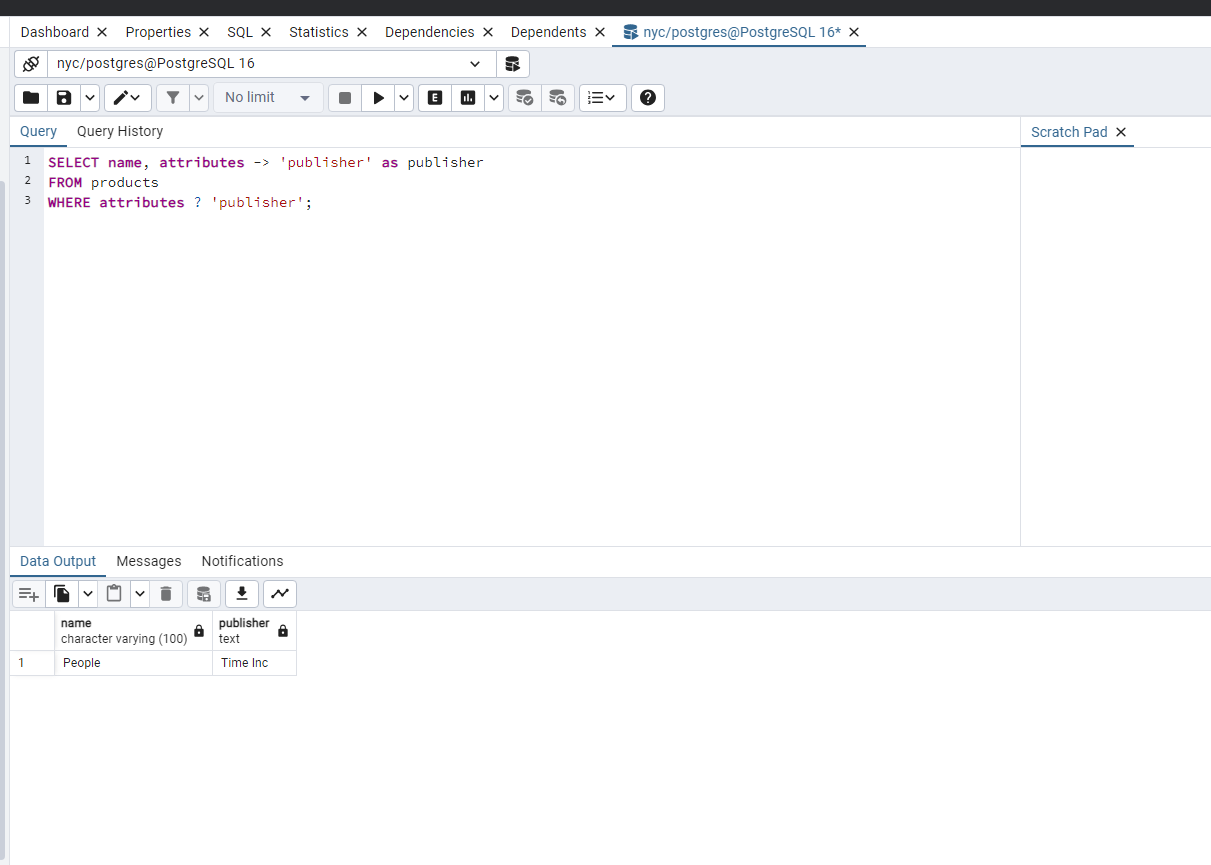 Dashboard Properties SQL Statistics Dependencies Dependents nyc/postgres@PostgreSQL 16*
nyc/postgres@PostgreSQL 16
No limit E
Query Query History Scratch Pad
1 SELECT name, attributes -> 'publisher' as publisher
2 FROM products
3 WHERE attributes ? 'publisher';
Data Output Messages Notifications
name publisher
character varying (100) text
1 People Time Inc